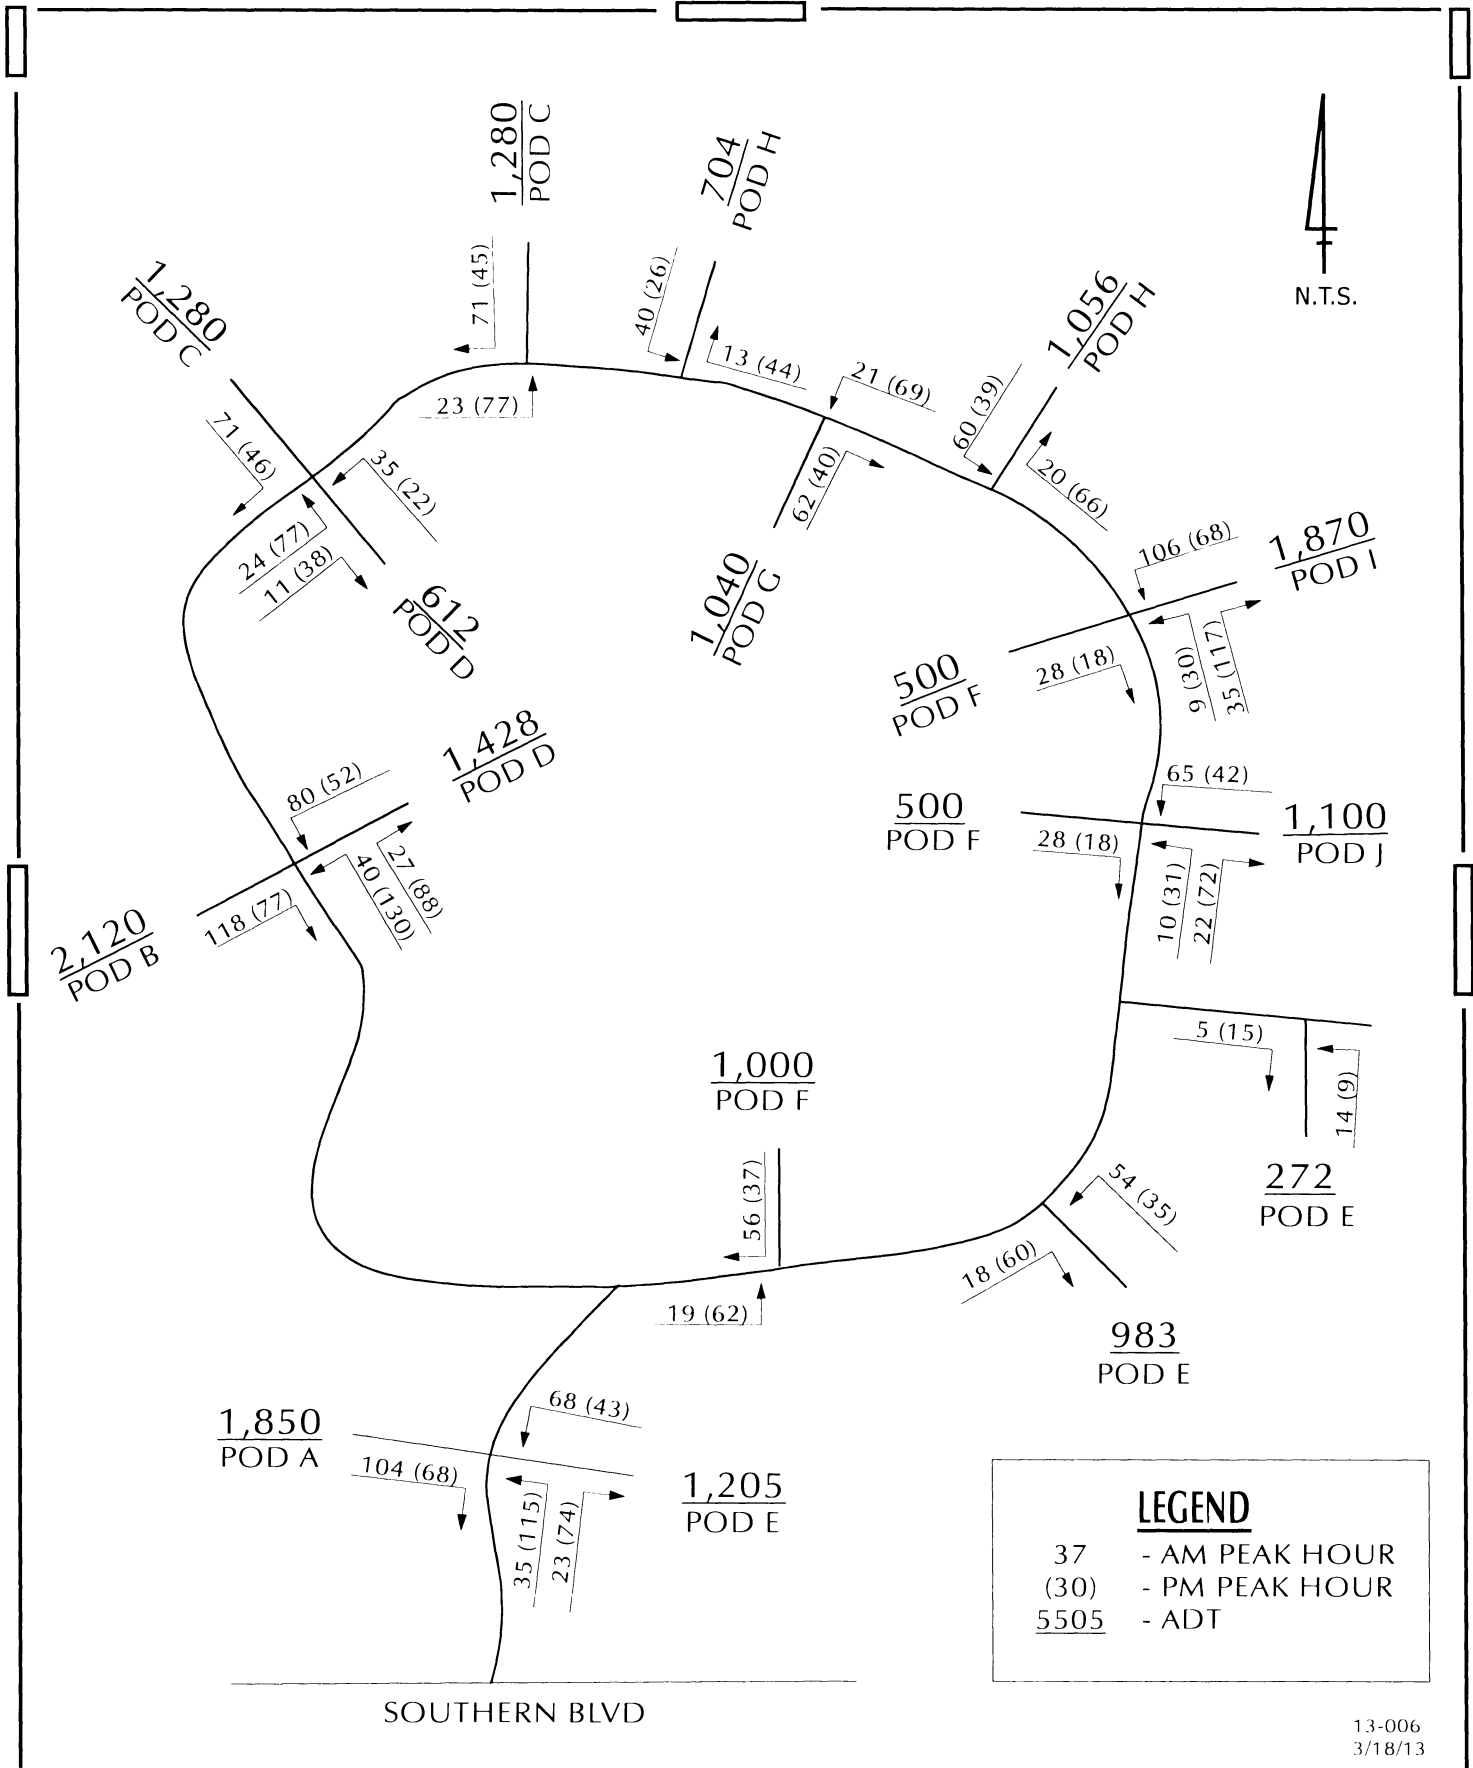 1,280
POD C
704
POD H
N.T.S.
1,280
POD C
71 (45)
40 (26)
1,056
POD H
13 (44)
21 (69)
23 (77)
60 (39)
71 (46)
35 (22)
62 (40)
20 (66)
24 (77)
11 (38)
106 (68)
1,870
POD I
612
POD D
1,040
POD G
500
POD F
28 (18)
9 (30)
35 (117)
1,428
POD D
80 (52)
65 (42)
500
POD F
1,100
POD J
28 (18)
27 (88)
40 (130)
118 (77)
10 (31)
22 (72)
2,120
POD B
5 (15)
1,000
POD F
14 (9)
56 (37)
54 (35)
272
POD E
18 (60)
19 (62)
983
POD E
68 (43)
1,850
POD A
104 (68)
1,205
POD E
35 (115)
23 (74)
LEGEND
37 - AM PEAK HOUR
(30) - PM PEAK HOUR
5505 - ADT
SOUTHERN BLVD
13-006
3/18/13